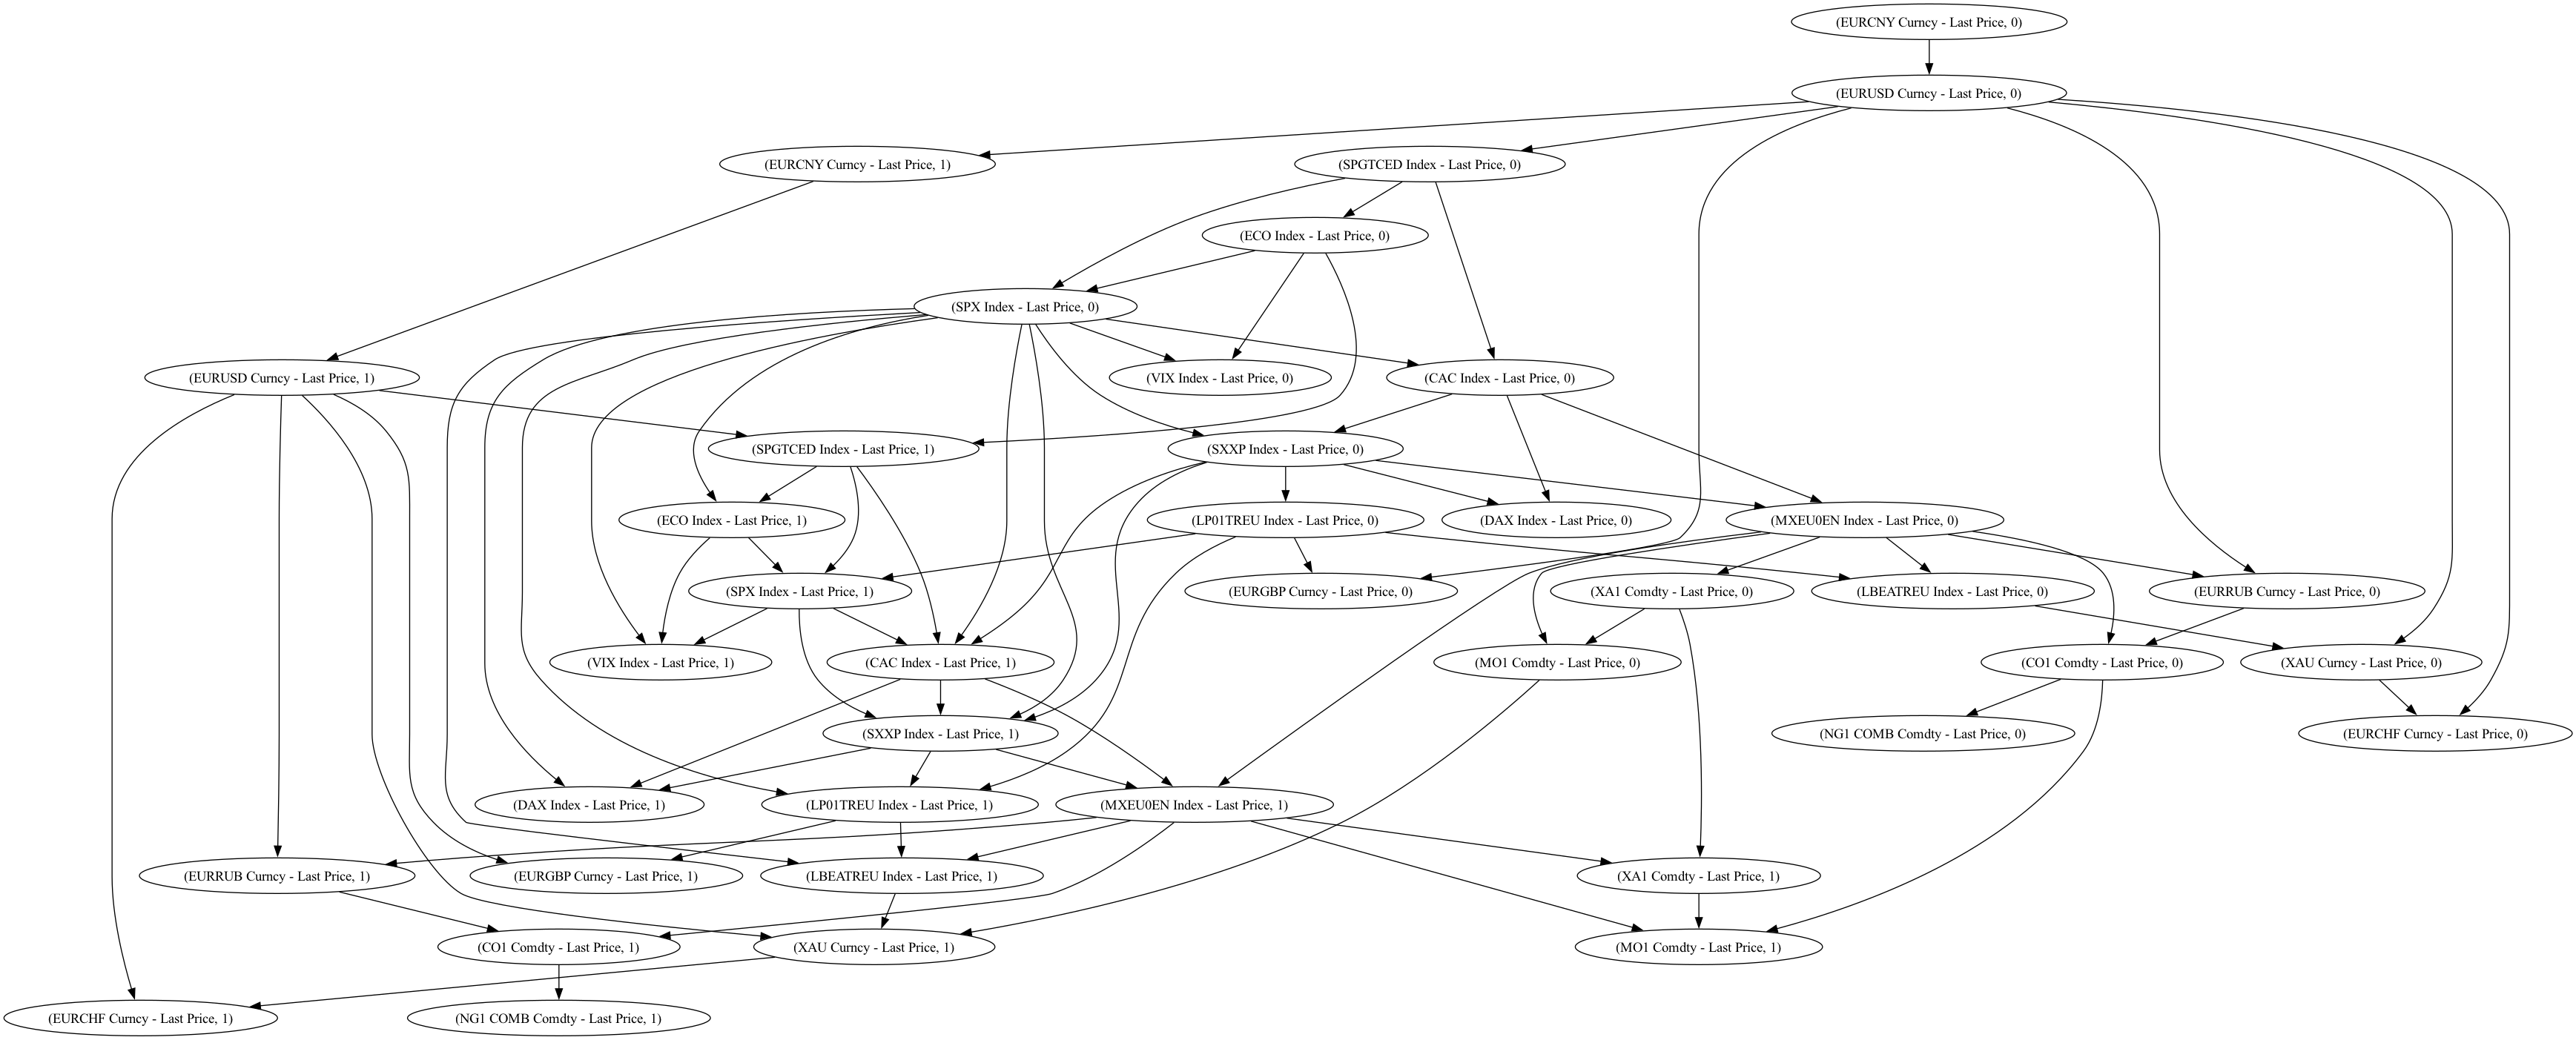 (EURCNY Curncy - Last Price, 0)
(EURUSD Curncy - Last Price, 0)
(EURCNY Curncy - Last Price, 1)
(SPGTCED Index - Last Price, 0)
(ECO Index - Last Price, 0)
(SPX Index - Last Price, 0)
(EURUSD Curncy - Last Price, 1)
(VIX Index - Last Price, 0)
(CAC Index - Last Price, 0)
(SPGTCED Index - Last Price, 1)
(SXXP Index - Last Price, 0)
(ECO Index - Last Price, 1)
(LP01TREU Index - Last Price, 0)
(DAX Index - Last Price, 0)
(MXEU0EN Index - Last Price, 0)
(SPX Index - Last Price, 1)
(EURGBP Curncy - Last Price, 0)
(XA1 Comdty - Last Price, 0)
(LBEATREU Index - Last Price, 0)
(EURRUB Curncy - Last Price, 0)
(VIX Index - Last Price, 1)
(CAC Index - Last Price, 1)
(MO1 Comdty - Last Price, 0)
(CO1 Comdty - Last Price, 0)
(XAU Curncy - Last Price, 0)
(SXXP Index - Last Price, 1)
(NG1 COMB Comdty - Last Price, 0)
(EURCHF Curncy - Last Price, 0)
(DAX Index - Last Price, 1)
(LP01TREU Index - Last Price, 1)
(MXEU0EN Index - Last Price, 1)
(EURRUB Curncy - Last Price, 1)
(EURGBP Curncy - Last Price, 1)
(LBEATREU Index - Last Price, 1)
(XA1 Comdty - Last Price, 1)
(CO1 Comdty - Last Price, 1)
(XAU Curncy - Last Price, 1)
(MO1 Comdty - Last Price, 1)
(EURCHF Curncy - Last Price, 1)
(NG1 COMB Comdty - Last Price, 1)